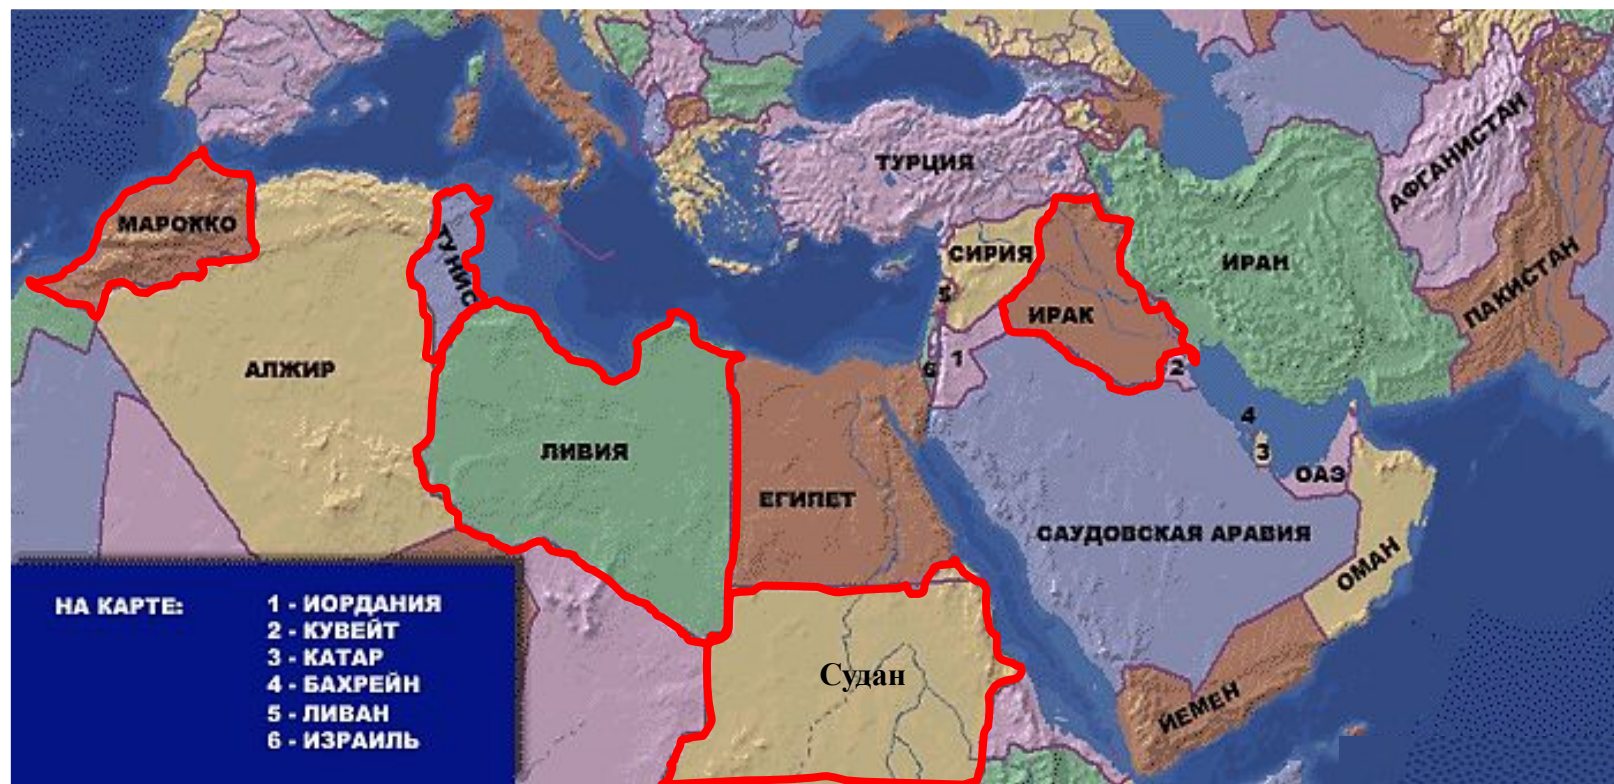 ТУРЦИЯ
АФГАНИСТАН
МАРОККО
ТУНИС
СИРИЯ
ИРАН
ПАКИСТАН
5
ИРАК
АЛЖИР
6
1
2
4
ЛИВИЯ
3
ОАЭ
ЕГИПЕТ
САУДОВСКАЯ АРАВИЯ
ОМАН
НА КАРТЕ:
1 - ИОРДАНИЯ
2 - КУВЕЙТ
3 - КАТАР
4 - БАХРЕЙН
5 - ЛИВАН
6 - ИЗРАИЛЬ
Судан
ЙЕМЕН